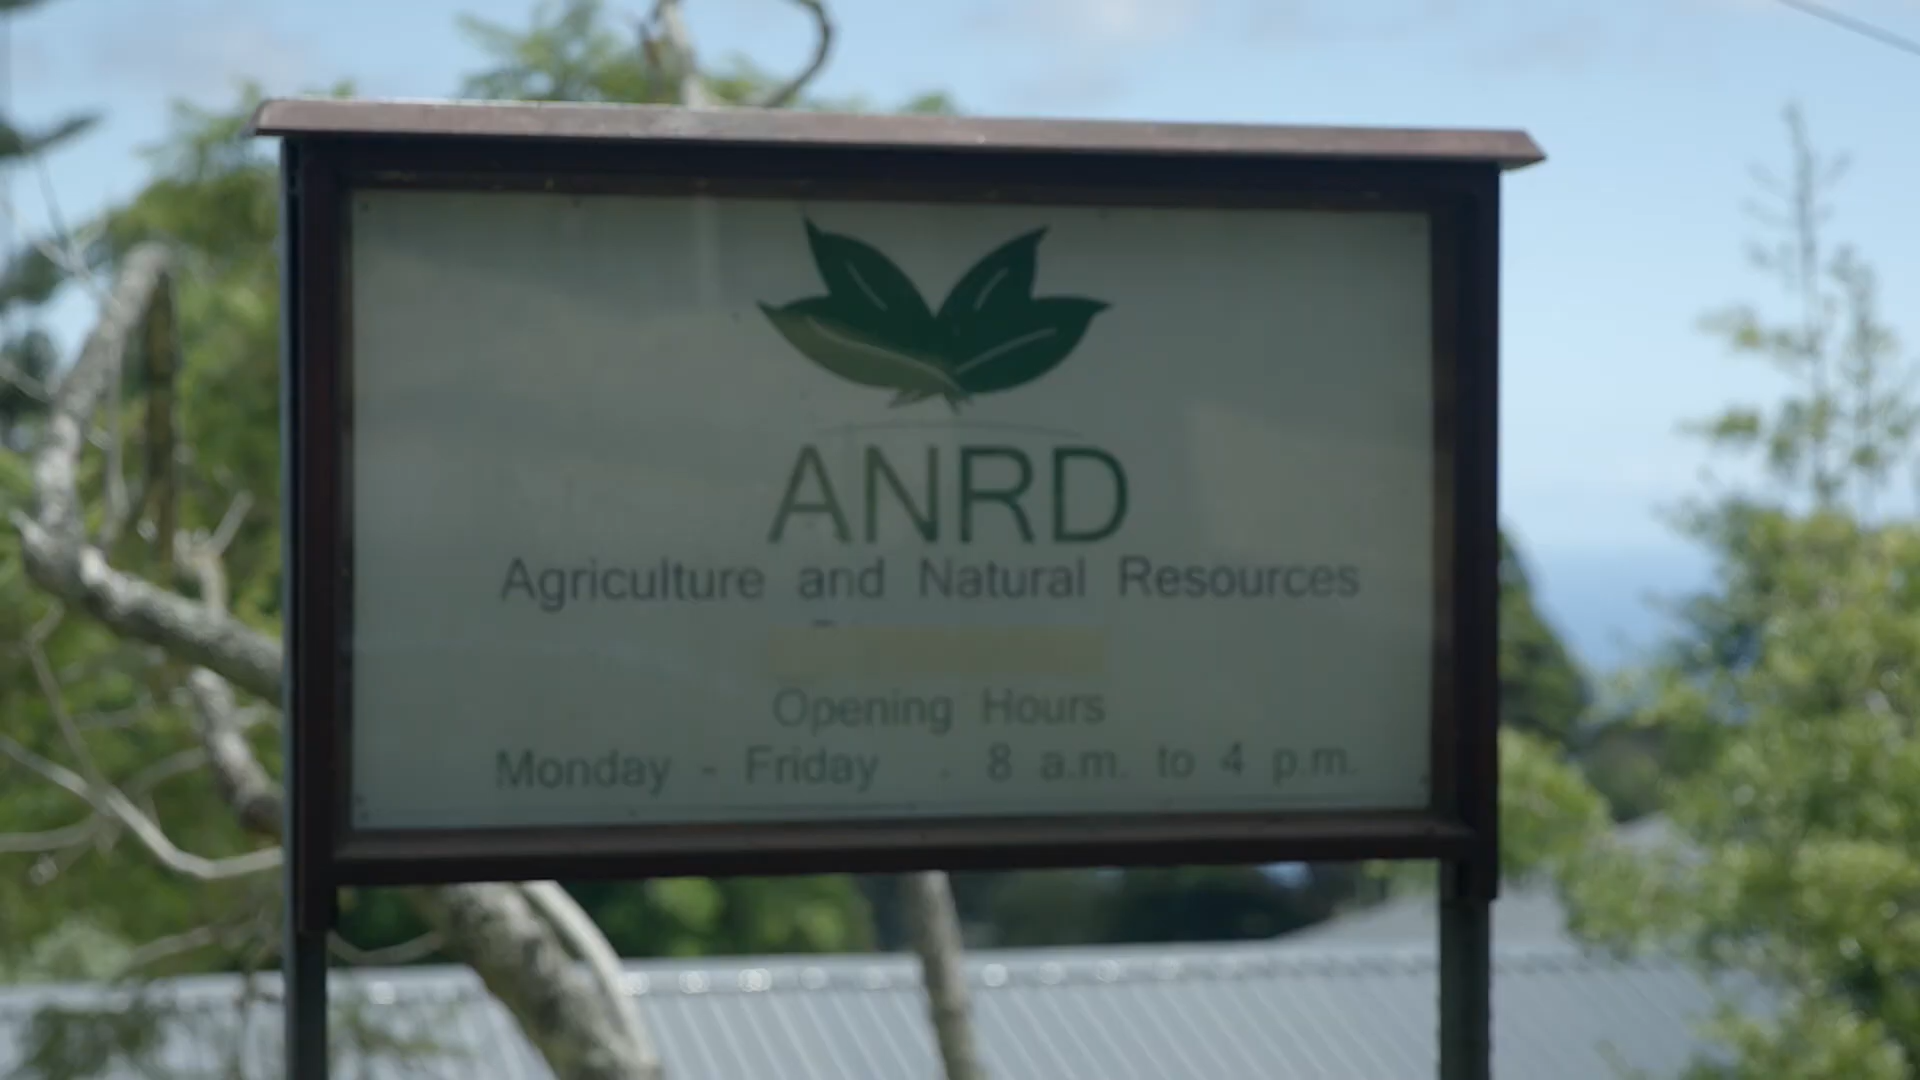 ANRD
Agriculture and Natural Resources
Opening Hours
Monday - Friday . 8 a.m. to 4 p.m.